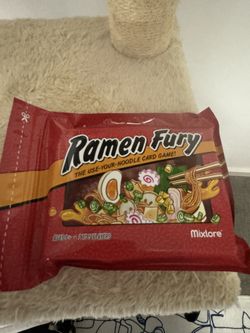 Ramen Fury
THE USE-YOUR-NOODLE CARD GAME!
Mixlore